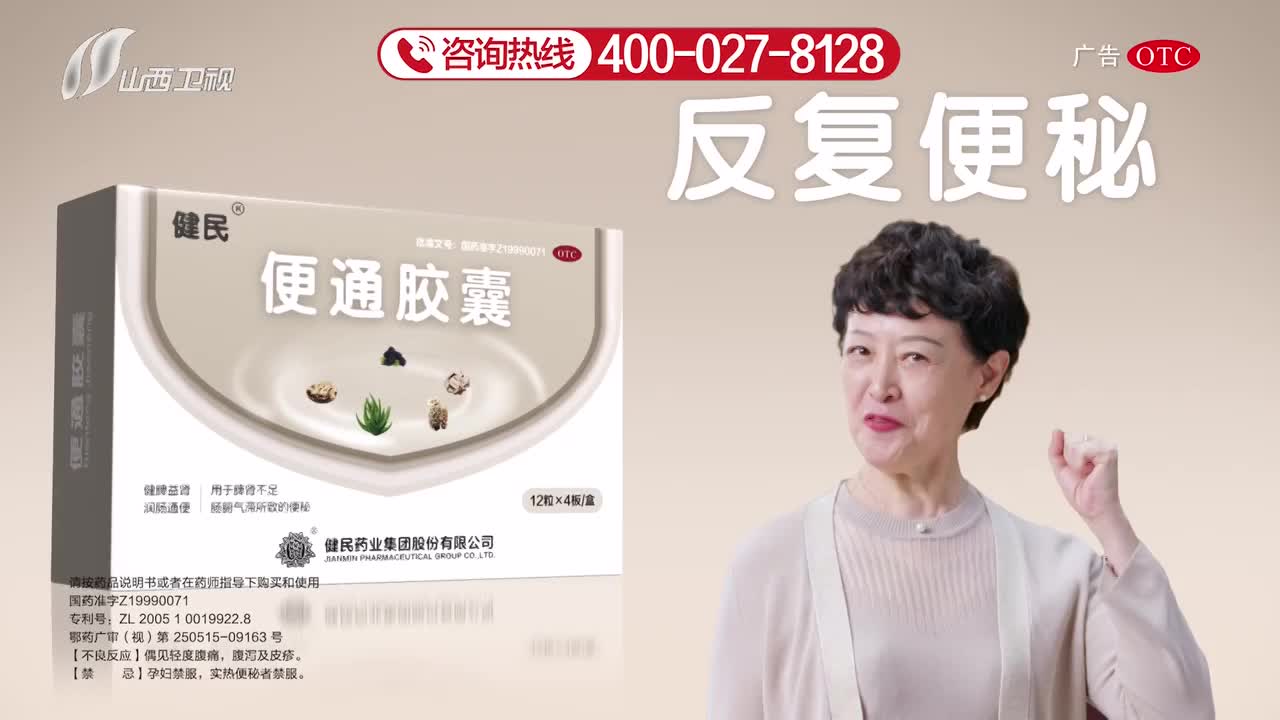 山西卫视
咨询热线 400-027-8128
广告 OTC
反复便秘
健民®
批准文号：国药准字Z19990071 OTC
便通胶囊
便通胶囊
健脾益肾 用于脾肾不足
润肠通便 肠腑气滞所致的便秘
12粒×4板/盒
健民药业集团股份有限公司
JIANMIN PHARMACEUTICAL GROUP CO.,LTD.
请按药品说明书或者在药师指导下购买和使用
国药准字Z19990071
专利号：ZL 2005 1 0019922.8
鄂药广审（视）第 250515-09163 号
【不良反应】偶见轻度腹痛，腹泻及皮疹。
【禁 忌】孕妇禁服，实热便秘者禁服。